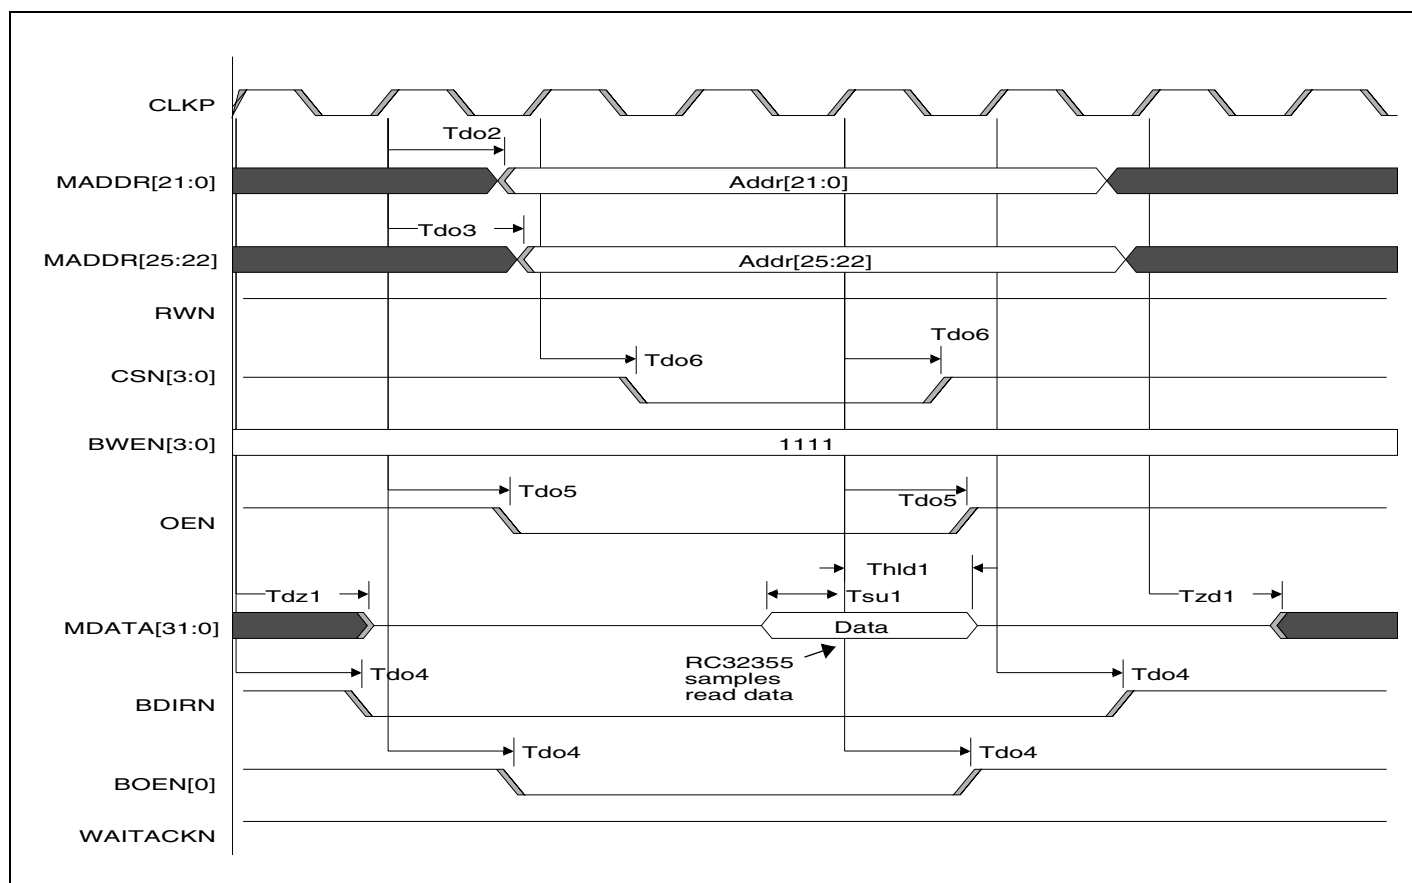 CLKP
Tdo2
MADDR[21:0]
Addr[21:0]
Tdo3
MADDR[25:22]
Addr[25:22]
RWN
Tdo6
Tdo6
CSN[3:0]
BWEN[3:0]
1111
Tdo5
Tdo5
OEN
Thld1
Tdz1
Tsu1
Tzd1
MDATA[31:0]
Data
RC32355
samples
read data
Tdo4
Tdo4
BDIRN
Tdo4
Tdo4
BOEN[0]
WAITACKN